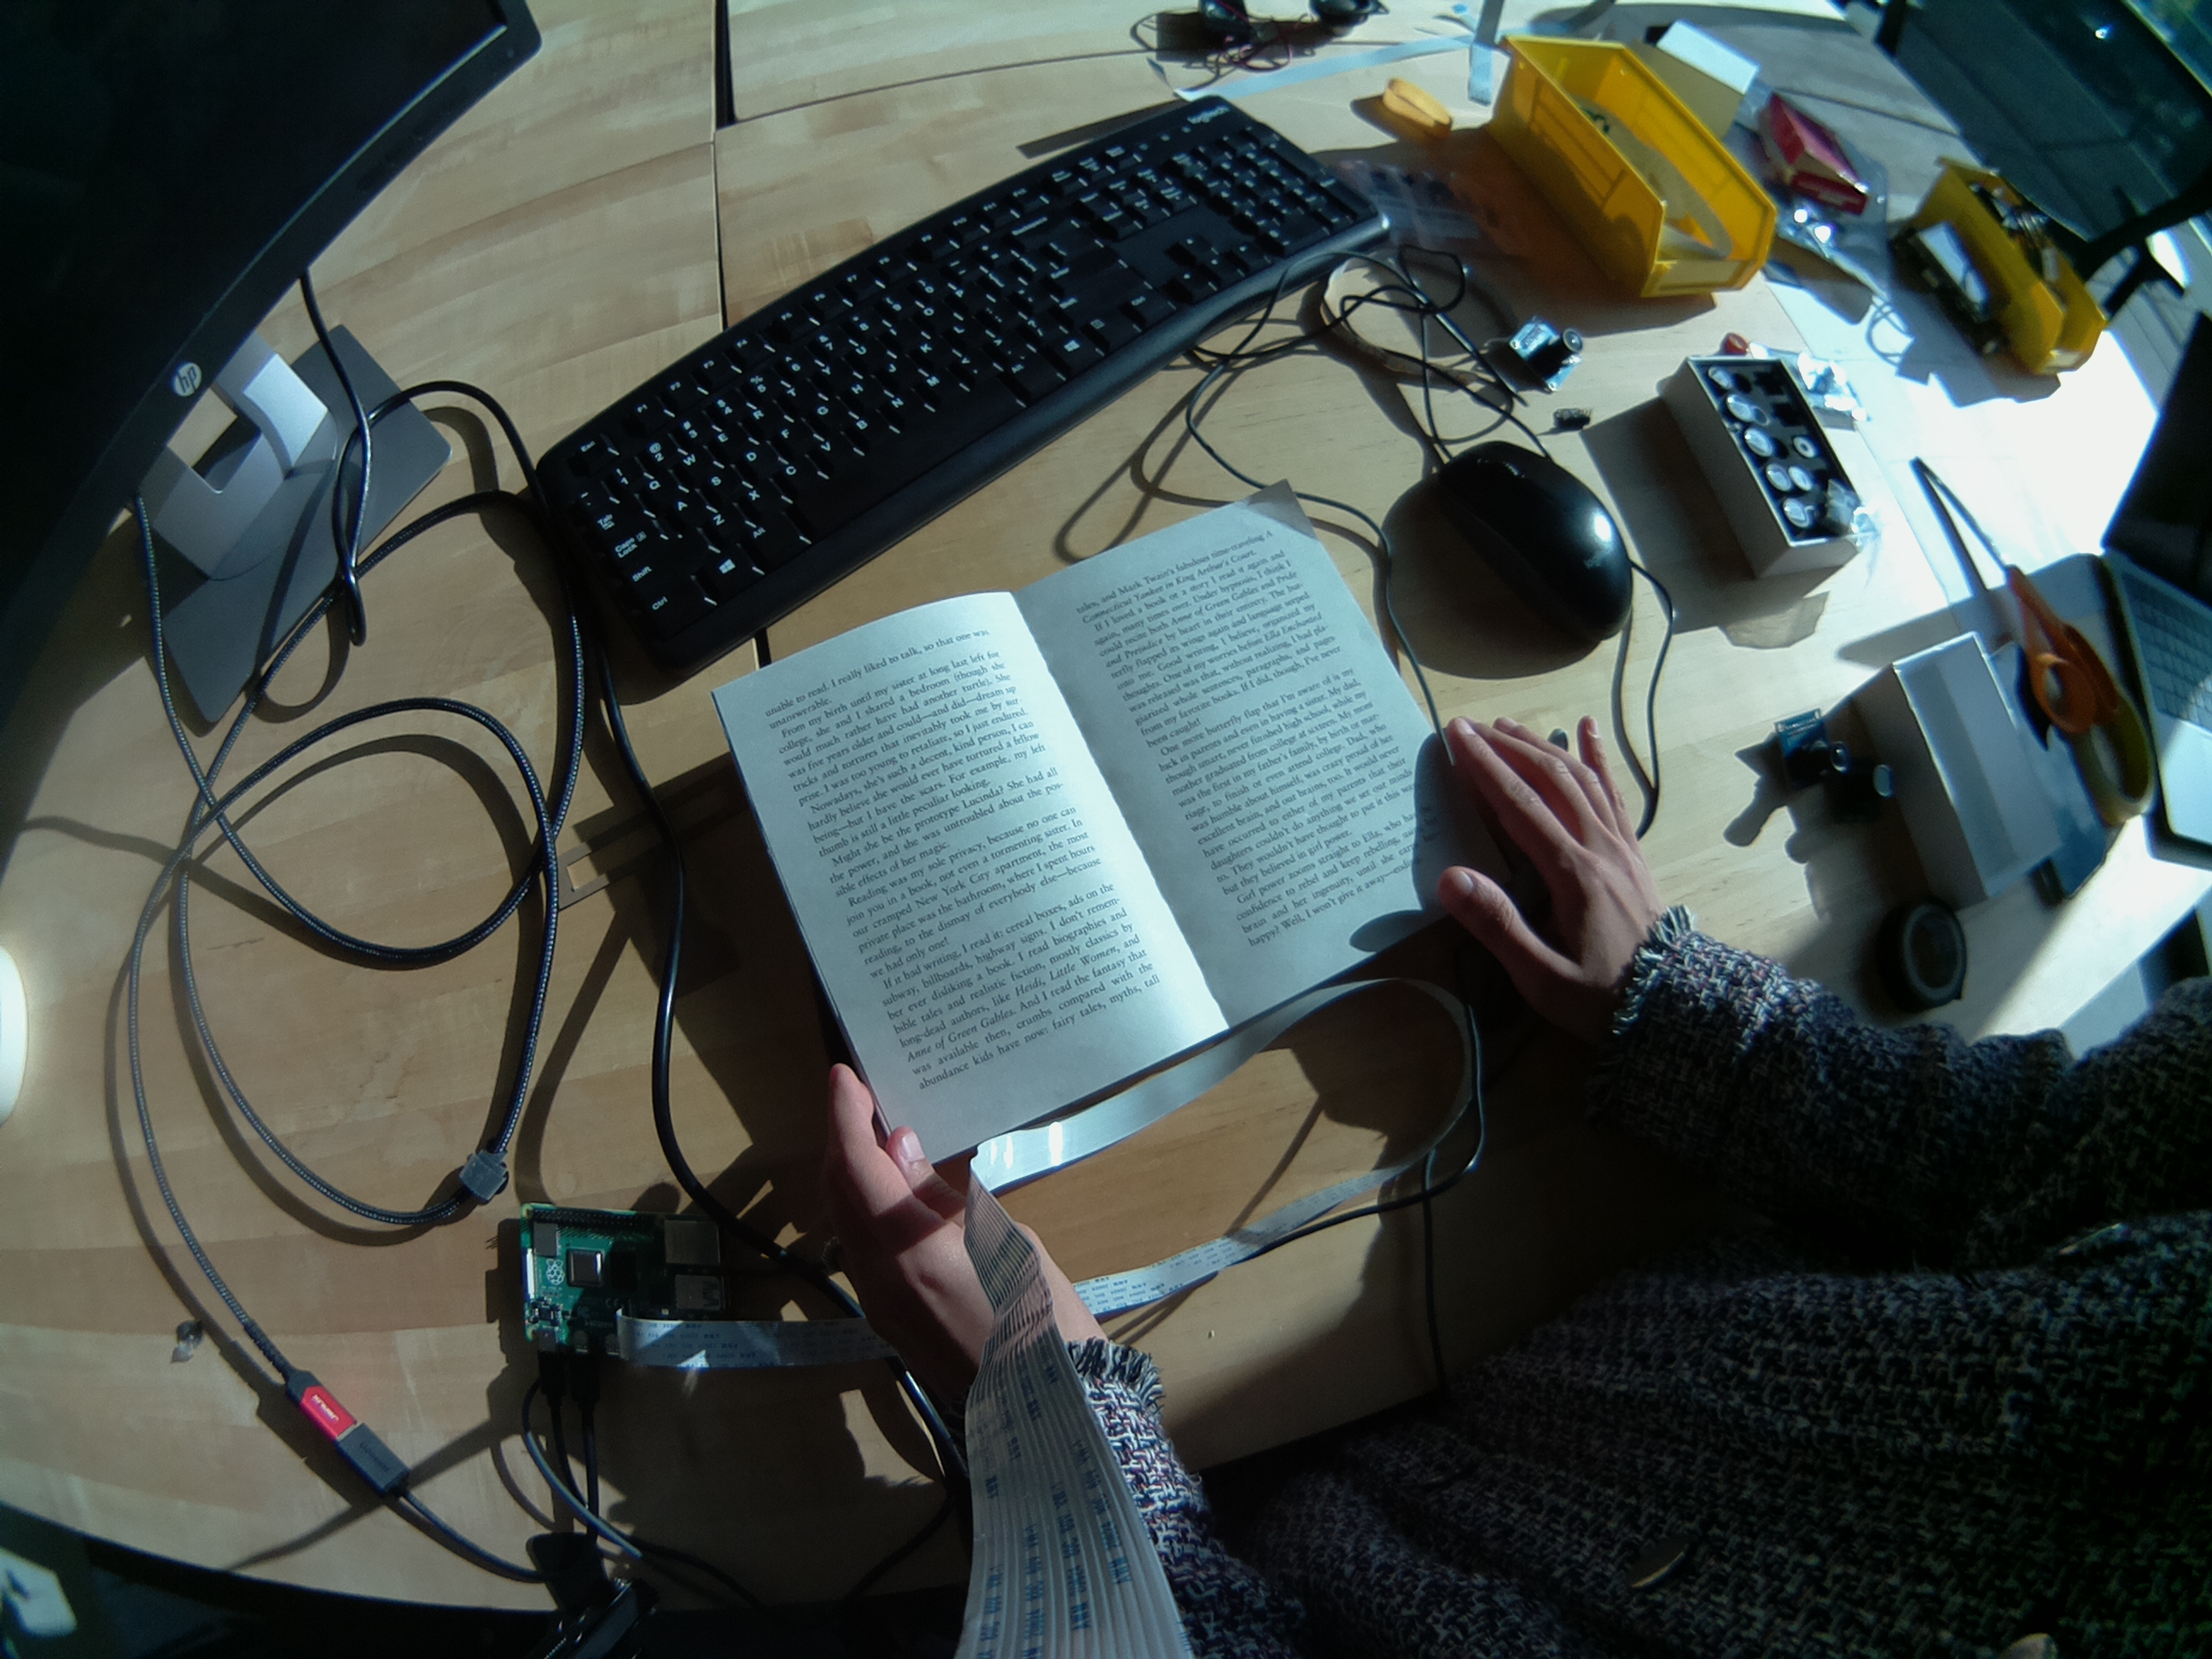 unable to read. I really liked to talk, so that one was
unanswerable.
From my birth until my sister at long last left for
college, she and I shared a bedroom (though she
would much rather have had another turtle). She
was five years older and could—and did—dream up
tricks and tortures that inevitably took me by sur-
prise. I was too young to retaliate, so I just endured.
Nowadays, she's such a decent, kind person, I can
hardly believe she would ever have tortured a fellow
being—but I have the scars. For example, my left
thumb is still a little peculiar looking.
Might she be the prototype Lucinda? She had all
the power, and she was untroubled about the pos-
sible effects of her magic.
Reading was my sole privacy, because no one can
join you in a book, not even a tormenting sister. In
our cramped New York City apartment, the most
private place was the bathroom, where I spent hours
reading, to the dismay of everybody else—because
we had only one!
If it had writing, I read it: cereal boxes, ads on the
subway, billboards, highway signs. I don't remem-
ber ever disliking a book. I read biographies and
bible tales and realistic fiction, mostly classics by
long-dead authors, like Heidi, Little Women, and
Anne of Green Gables. And I read the fantasy that
was available then, crumbs compared with the
abundance kids have now: fairy tales, myths, tall
tales, and Mark Twain's fabulous time-traveling A
Connecticut Yankee in King Arthur's Court.
If I loved a book or a story I read it again and
again, many times over. Under hypnosis, I think I
could recite both Anne of Green Gables and Pride
and Prejudice by heart in their entirety. The but-
terfly flapped its wings again and language seeped
into me. Good writing, I believe, organized my
thoughts. One of my worries before Ella Enchanted
was released was that, without realizing, I had pla-
giarized whole sentences, paragraphs, and pages
from my favorite books. If I did, though, I've never
been caught!
One more butterfly flap that I'm aware of is my
back in parents and even in having a sister. My dad,
though smart, never finished high school, while my
mother graduated from college at sixteen. My most
was the first in my father's family, by birth or mar-
riage, to finish or even attend college. Dad, who
was humble about himself, was crazy proud of her
excellent brain, and our brains, too. It would never
have occurred to either of my parents that their
daughters couldn't do anything we set our minds
to. They wouldn't have thought to put it this way,
but they believed in girl power.
Girl power zooms straight to Ella, who has
confidence to rebel and keep rebelling,
brain and her ingenuity, until she
happy? Well, I won't give it away—
logitech
hp